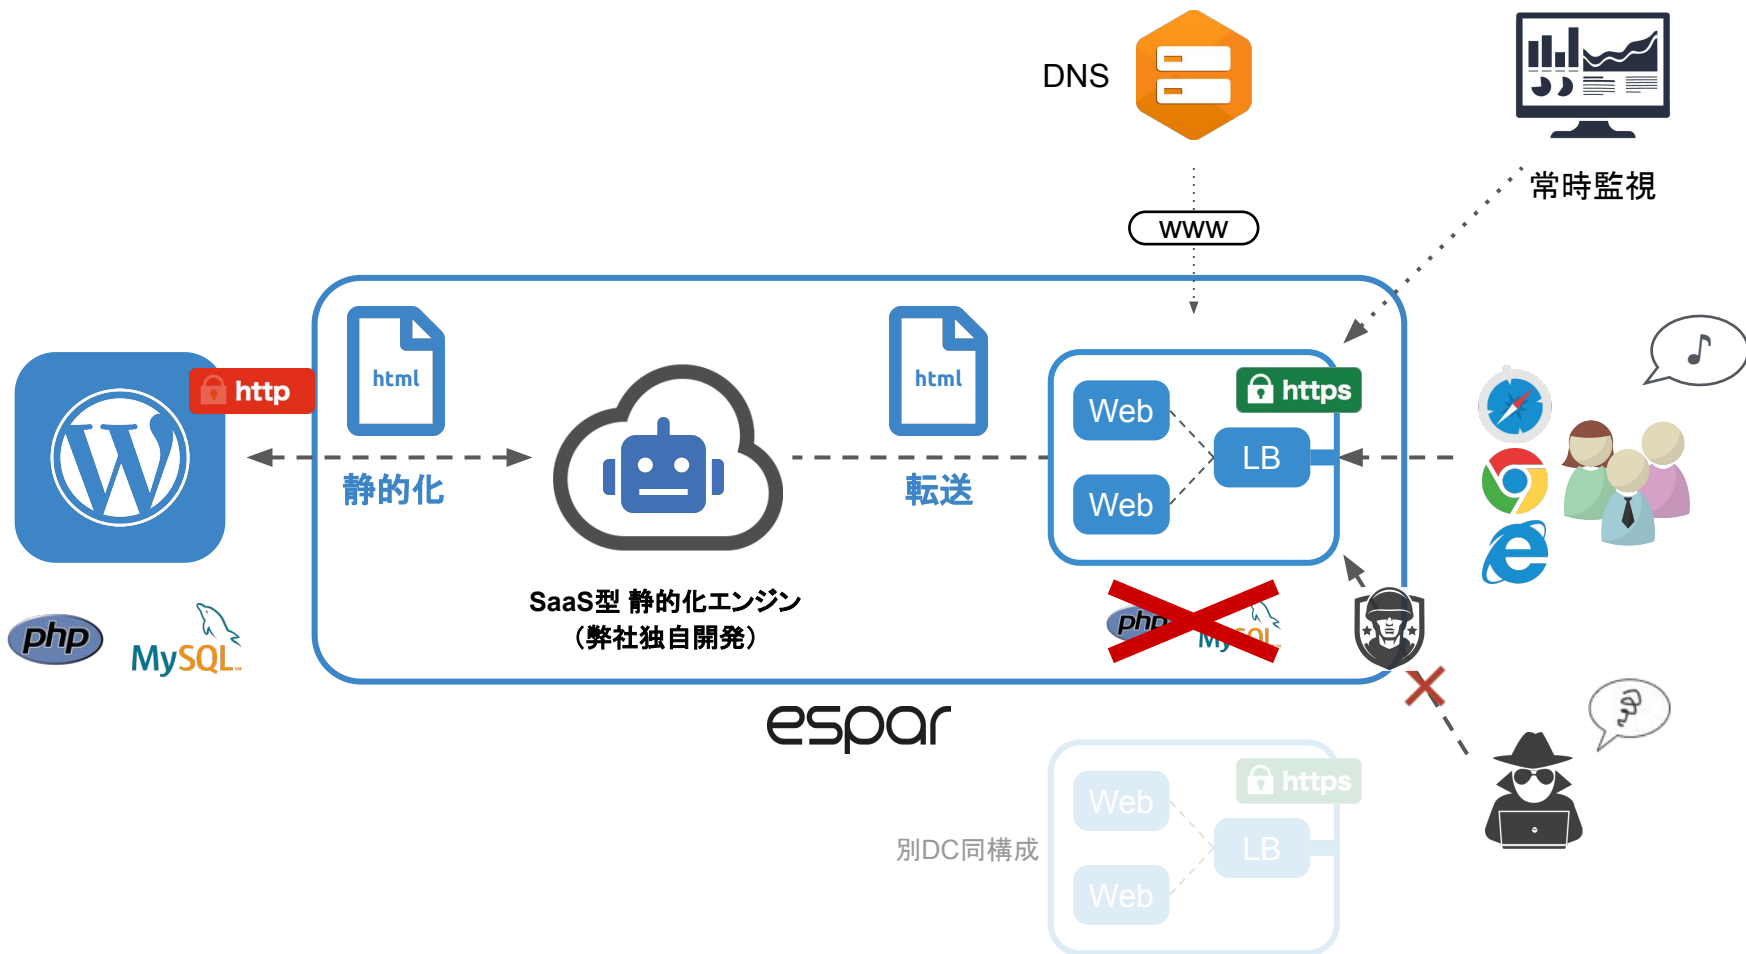 DNS
常時監視
www
html
html
http
https
Web
LB
Web
静的化
転送
SaaS型 静的化エンジン
（弊社独自開発）
php
MySQL
php
MySQL
espar
https
Web
LB
Web
別DC同構成